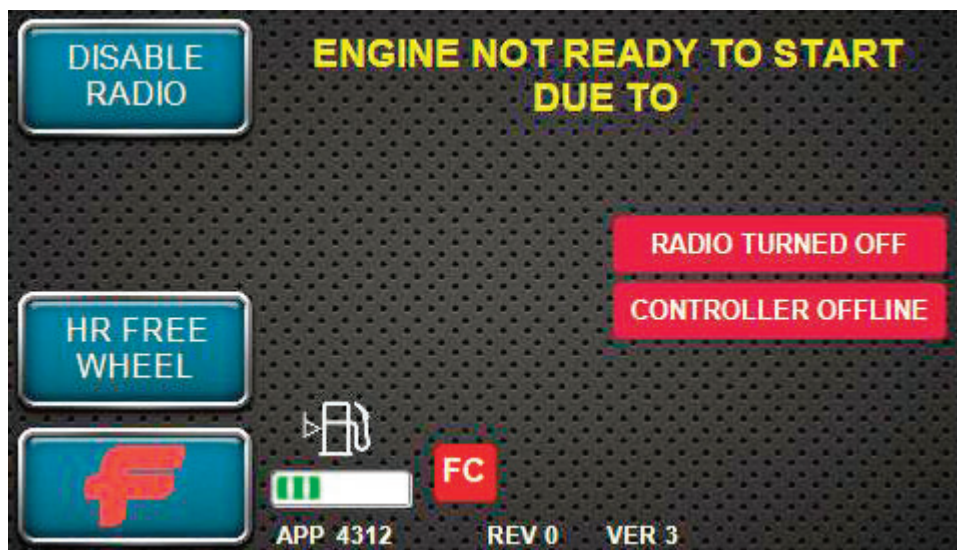 DISABLE
RADIO
ENGINE NOT READY TO START
DUE TO
RADIO TURNED OFF
CONTROLLER OFFLINE
HR FREE
WHEEL
FC
APP 4312 REV 0 VER 3